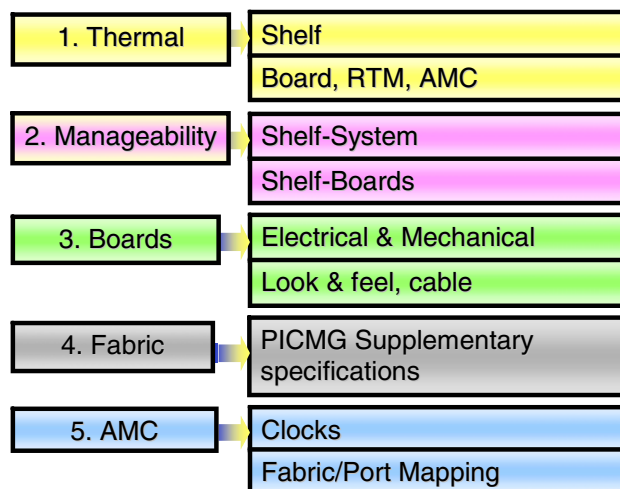 1. Thermal
Shelf
Board, RTM, AMC
2. Manageability
Shelf-System
Shelf-Boards
3. Boards
Electrical & Mechanical
Look & feel, cable
4. Fabric
PICMG Supplementary
specifications
5. AMC
Clocks
Fabric/Port Mapping